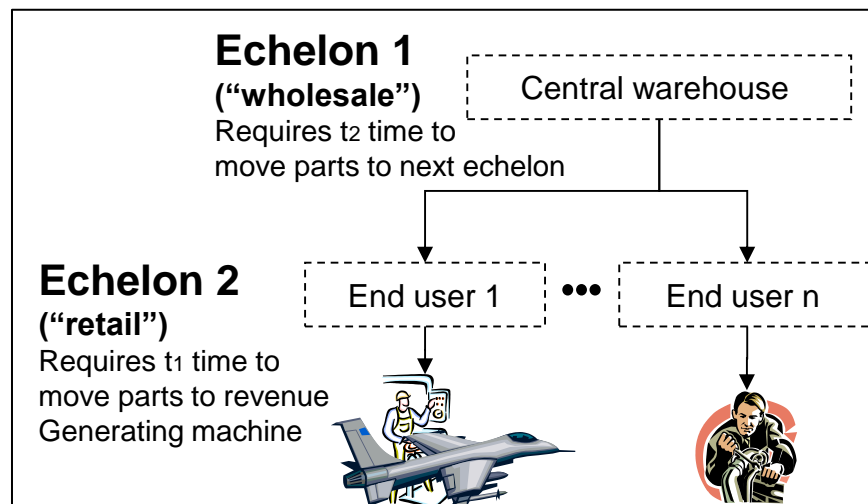 Echelon 1
(“wholesale”)
Requires t2 time to
move parts to next echelon
Central warehouse
Echelon 2
(“retail”)
Requires t1 time to
move parts to revenue
Generating machine
End user 1
•••
End user n